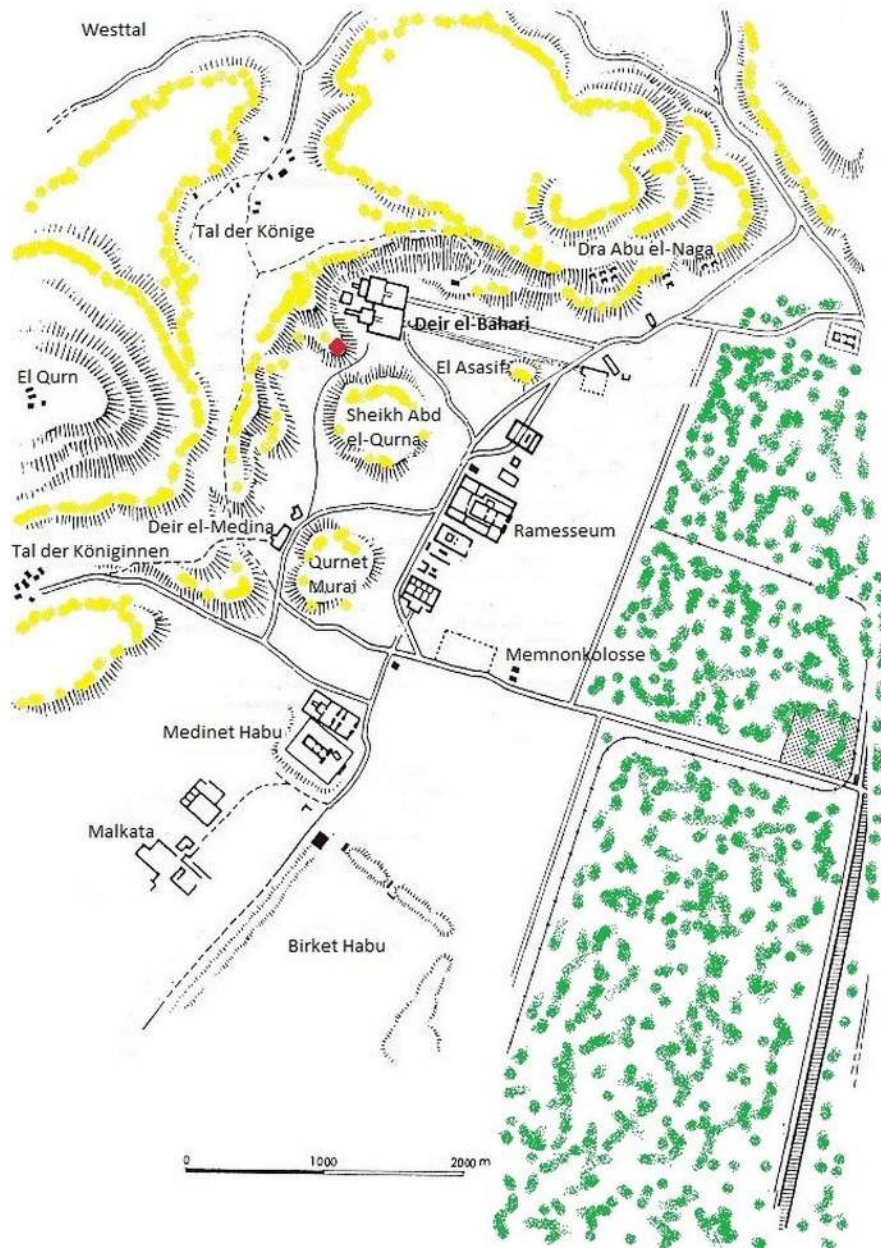 Westtal
Tal der Könige
Dra Abu el-Naga
Deir el-Bahari
El Asasif
El Qurn
Sheikh Abd
el-Qurna
Deir el-Medina
Ramesseum
Tal der Königinnen
Qurnet
Murai
Memnonkolosse
Medinet Habu
Malkata
Birket Habu
0 1000 2000 m